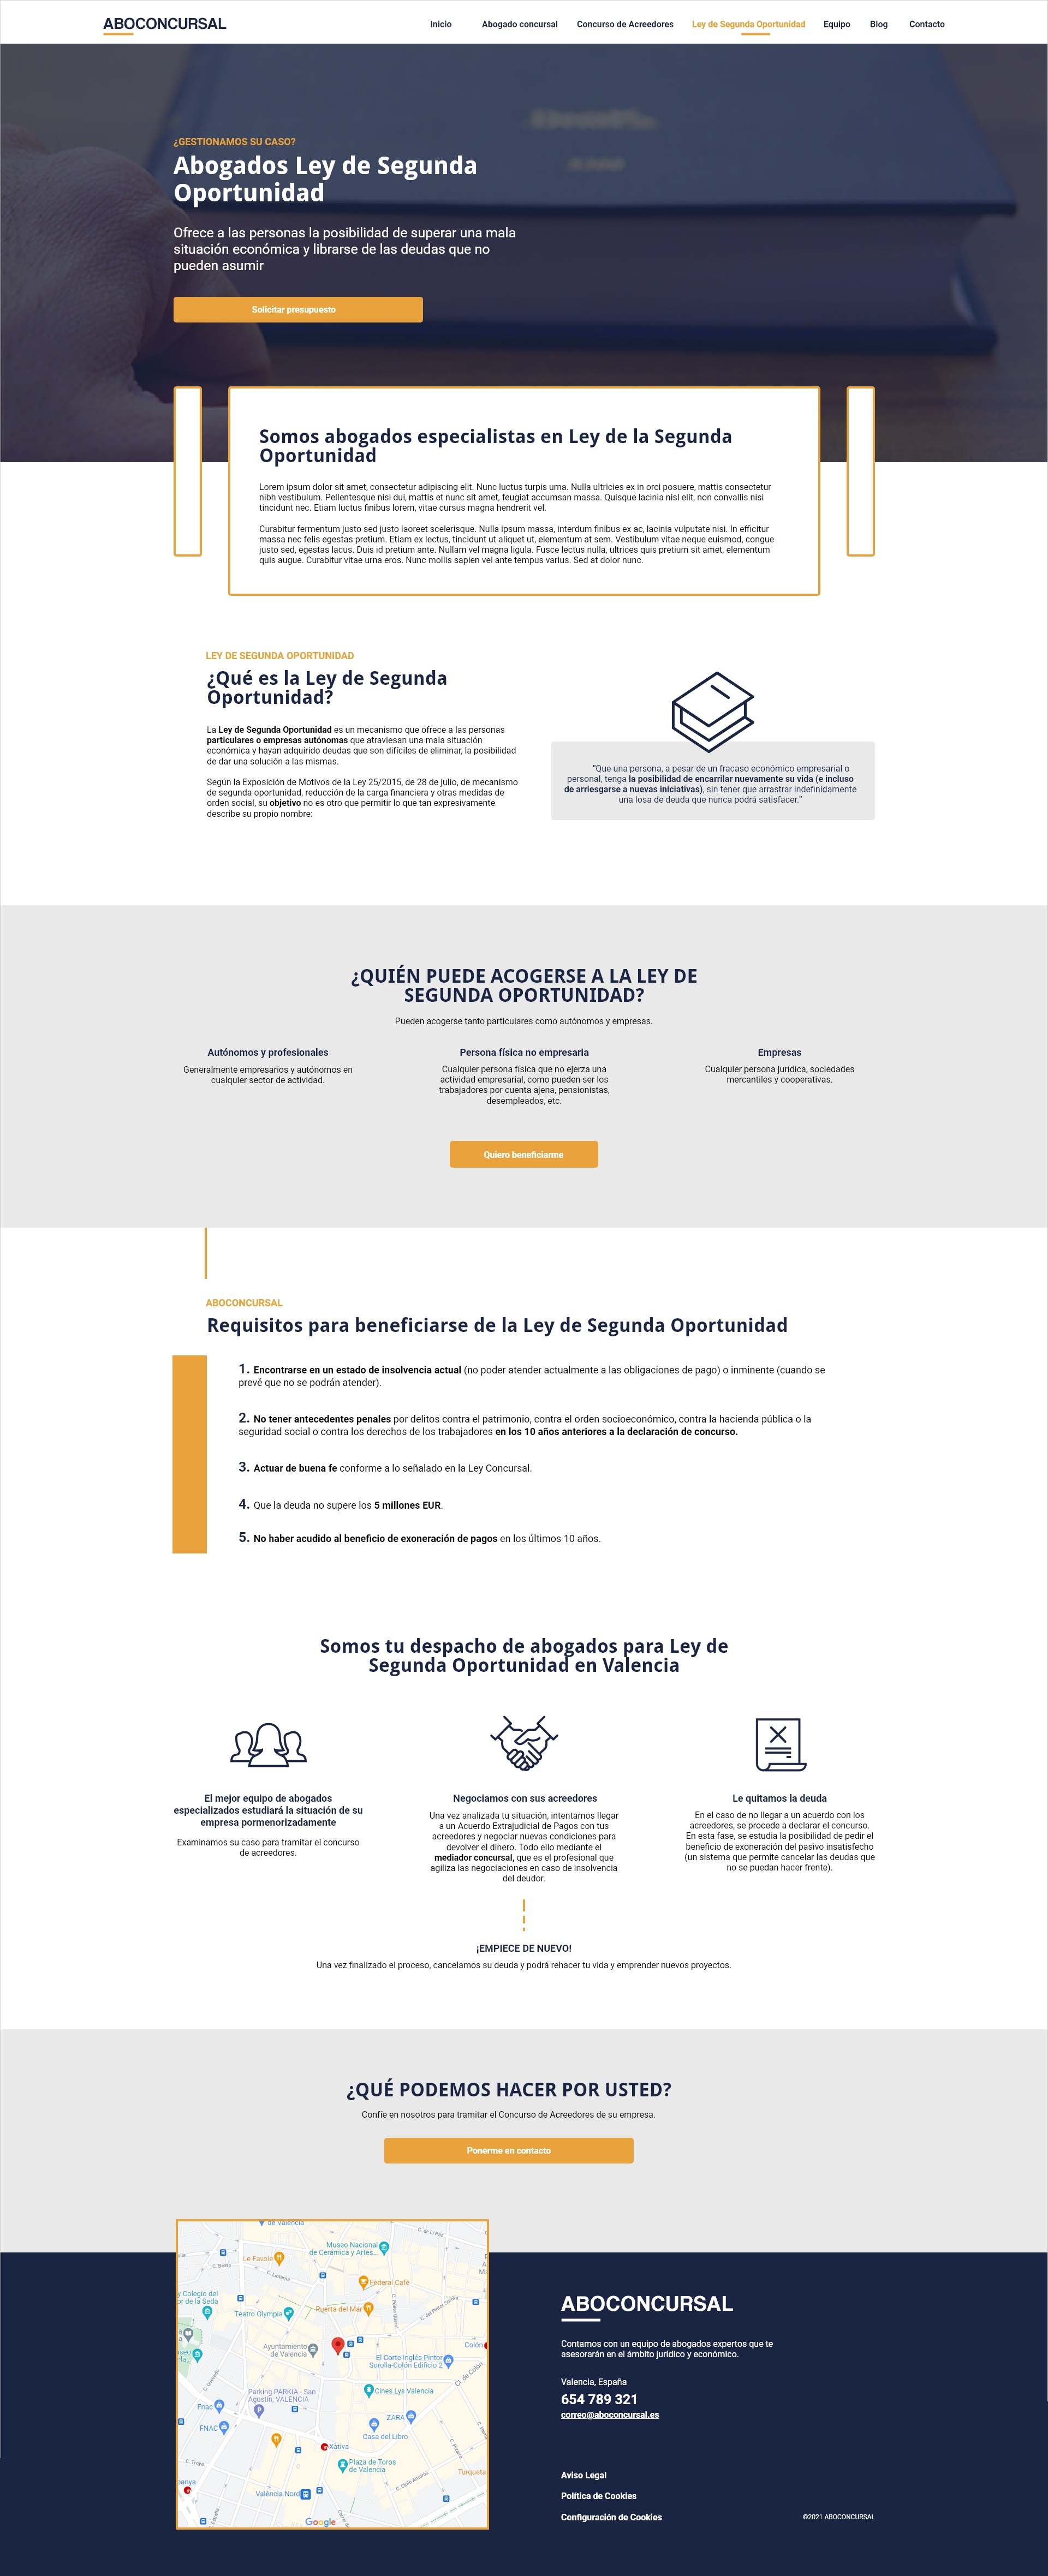 ABOCONCURSAL
Inicio
Abogado concursal
Concurso de Acreedores
Ley de Segunda Oportunidad
Equipo
Blog
Contacto
¿GESTIONAMOS SU CASO?
Abogados Ley de Segunda
Oportunidad
Ofrece a las personas la posibilidad de superar una mala
situación económica y librarse de las deudas que no
pueden asumir
Solicitar presupuesto
Somos abogados especialistas en Ley de la Segunda
Oportunidad
Lorem ipsum dolor sit amet, consectetur adipiscing elit. Nunc luctus turpis urna. Nulla ultricies ex in orci posuere, mattis consectetur
nibh vestibulum. Pellentesque nisi dui, mattis et nunc sit amet, feugiat accumsan massa. Quisque lacinia nisl elit, non convallis nisi
tincidunt nec. Etiam luctus finibus lorem, vitae cursus magna hendrerit vel.
Curabitur fermentum justo sed justo laoreet scelerisque. Nulla ipsum massa, interdum finibus ex ac, lacinia vulputate nisi. In efficitur
massa nec felis egestas pretium. Etiam ex lectus, tincidunt ut aliquet ut, elementum at sem. Vestibulum vitae neque euismod, congue
justo sed, egestas lacus. Duis id pretium ante. Nullam vel magna ligula. Fusce lectus nulla, ultrices quis pretium sit amet, elementum
quis augue. Curabitur vitae urna eros. Nunc mollis sapien vel ante tempus varius. Sed at dolor nunc.
LEY DE SEGUNDA OPORTUNIDAD
¿Qué es la Ley de Segunda
Oportunidad?
La Ley de Segunda Oportunidad es un mecanismo que ofrece a las personas
particulares o empresas autónomas que atraviesan una mala situación
económica y hayan adquirido deudas que son difíciles de eliminar, la posibilidad
de dar una solución a las mismas.
Según la Exposición de Motivos de la Ley 25/2015, de 28 de julio, de mecanismo
de segunda oportunidad, reducción de la carga financiera y otras medidas de
orden social, su objetivo no es otro que permitir lo que tan expresivamente
describe su propio nombre:
“Que una persona, a pesar de un fracaso económico empresarial o
personal, tenga la posibilidad de encarrilar nuevamente su vida (e incluso
de arriesgarse a nuevas iniciativas), sin tener que arrastrar indefinidamente
una losa de deuda que nunca podrá satisfacer.”
¿QUIÉN PUEDE ACOGERSE A LA LEY DE
SEGUNDA OPORTUNIDAD?
Pueden acogerse tanto particulares como autónomos y empresas.
Autónomos y profesionales
Generalmente empresarios y autónomos en
cualquier sector de actividad.
Persona física no empresaria
Cualquier persona física que no ejerza una
actividad empresarial, como pueden ser los
trabajadores por cuenta ajena, pensionistas,
desempleados, etc.
Empresas
Cualquier persona jurídica, sociedades
mercantiles y cooperativas.
Quiero beneficiarme
ABOCONCURSAL
Requisitos para beneficiarse de la Ley de Segunda Oportunidad
1. Encontrarse en un estado de insolvencia actual (no poder atender actualmente a las obligaciones de pago) o inminente (cuando se
prevé que no se podrán atender).
2. No tener antecedentes penales por delitos contra el patrimonio, contra el orden socioeconómico, contra la hacienda pública o la
seguridad social o contra los derechos de los trabajadores en los 10 años anteriores a la declaración de concurso.
3. Actuar de buena fe conforme a lo señalado en la Ley Concursal.
4. Que la deuda no supere los 5 millones EUR.
5. No haber acudido al beneficio de exoneración de pagos en los últimos 10 años.
Somos tu despacho de abogados para Ley de
Segunda Oportunidad en Valencia
El mejor equipo de abogados
especializados estudiará la situación de su
empresa pormenorizadamente
Examinamos su caso para tramitar el concurso
de acreedores.
Negociamos con sus acreedores
Una vez analizada tu situación, intentamos llegar
a un Acuerdo Extrajudicial de Pagos con tus
acreedores y negociar nuevas condiciones para
devolver el dinero. Todo ello mediante el
mediador concursal, que es el profesional que
agiliza las negociaciones en caso de insolvencia
del deudor.
Le quitamos la deuda
En el caso de no llegar a un acuerdo con los
acreedores, se procede a declarar el concurso.
En esta fase, se estudia la posibilidad de pedir el
beneficio de exoneración del pasivo insatisfecho
(un sistema que permite cancelar las deudas que
no se puedan hacer frente).
¡EMPIECE DE NUEVO!
Una vez finalizado el proceso, cancelamos su deuda y podrá rehacer tu vida y emprender nuevos proyectos.
¿QUÉ PODEMOS HACER POR USTED?
Confíe en nosotros para tramitar el Concurso de Acreedores de su empresa.
Ponerme en contacto
de València
C. de la Paz
Museo Nacional
de Cerámica y Artes...
Le Favole
C. Llanterna
Federal Café
y Colegio del
or de la Seda
Teatro Olympia
Puerta del Mar
Ayuntamiento
de Valencia
Colón
El Corte Inglés Pintor
Sorolla-Colón Edificio 2
C/ de Colón
Cines Lys Valencia
Parking PARKIA - San
Agustín, VALENCIA
Fnac
FNAC
ZARA
Casa del Libro
Xàtiva
Plaza de Toros
de Valencia
Turqueta
València Nord
Google
ABOCONCURSAL
Contamos con un equipo de abogados expertos que te
asesorarán en el ámbito jurídico y económico.
Valencia, España
654 789 321
correo@aboconcursal.es
Aviso Legal
Política de Cookies
Configuración de Cookies
©2021 ABOCONCURSAL